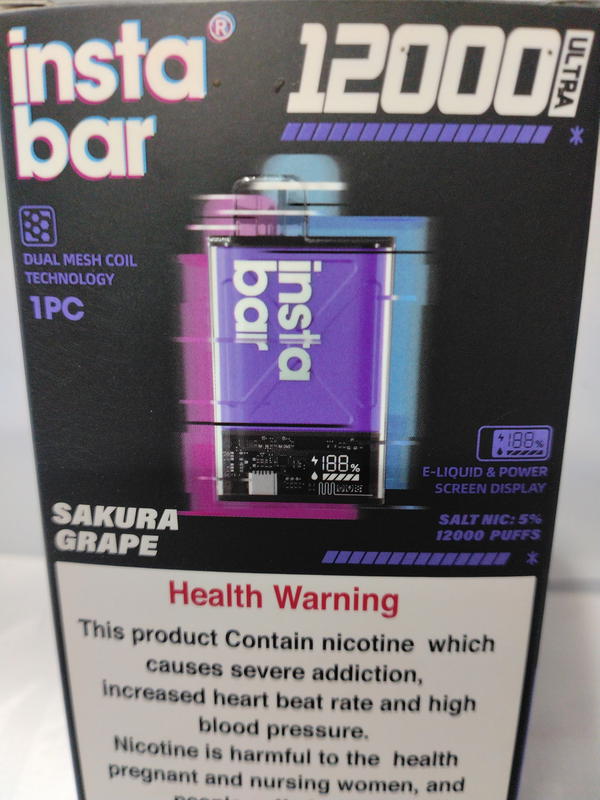 insta®
bar
12000
ULTRA
DUAL MESH COIL
TECHNOLOGY
1PC
insta
bar
188%
188%
E-LIQUID & POWER
SCREEN DISPLAY
SAKURA
GRAPE
SALT NIC: 5%
12000 PUFFS
Health Warning
This product Contain nicotine which
causes severe addiction,
increased heart beat rate and high
blood pressure.
Nicotine is harmful to the health
pregnant and nursing women, and